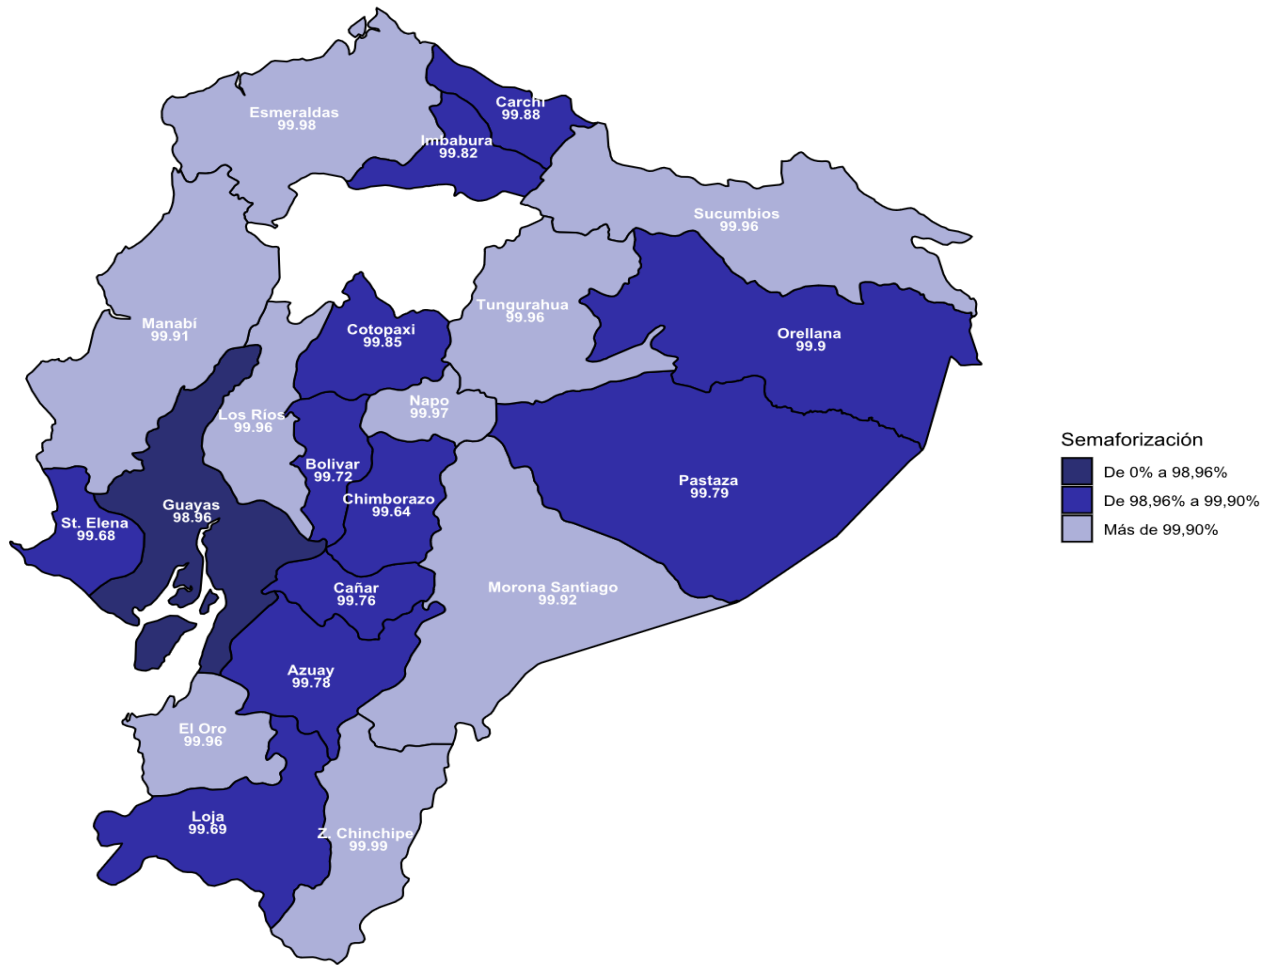 Esmeraldas
99.98
Carchi
99.88
Imbabura
99.82
Sucumbios
99.96
Manabí
99.91
Cotopaxi
99.85
Tungurahua
99.96
Orellana
99.9
Los Ríos
99.96
Napo
99.97
Bolivar
99.72
Chimborazo
99.64
Pastaza
99.79
Guayas
98.96
St. Elena
99.68
Cañar
99.76
Morona Santiago
99.92
Azuay
99.78
El Oro
99.96
Loja
99.69
Z. Chinchipe
99.99
Semaforización
De 0% a 98,96%
De 98,96% a 99,90%
Más de 99,90%